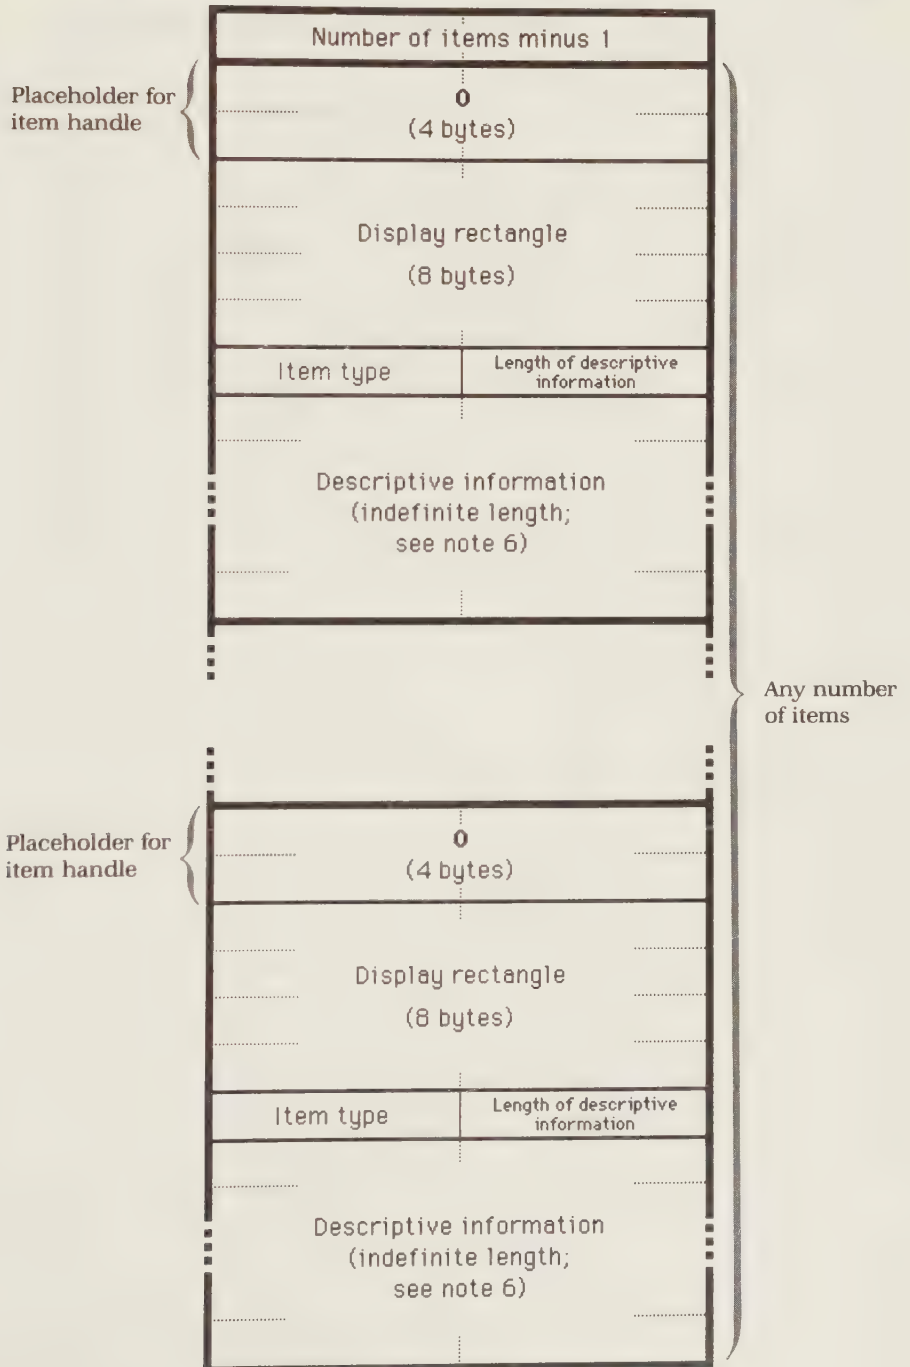 Number of items minus 1
Placeholder for
item handle
0
(4 bytes)
Display rectangle
(8 bytes)
Item type
Length of descriptive
information
Descriptive information
(indefinite length;
see note 6)
Any number
of items
Placeholder for
item handle
0
(4 bytes)
Display rectangle
(8 bytes)
Item type
Length of descriptive
information
Descriptive information
(indefinite length;
see note 6)